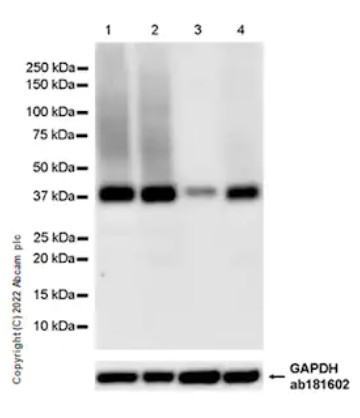 1 2 3 4
250 kDa
150 kDa
100 kDa
75 kDa
50 kDa
37 kDa
25 kDa
20 kDa
15 kDa
10 kDa
GAPDH
ab181602
Copyright (C) 2022 Abcam plc